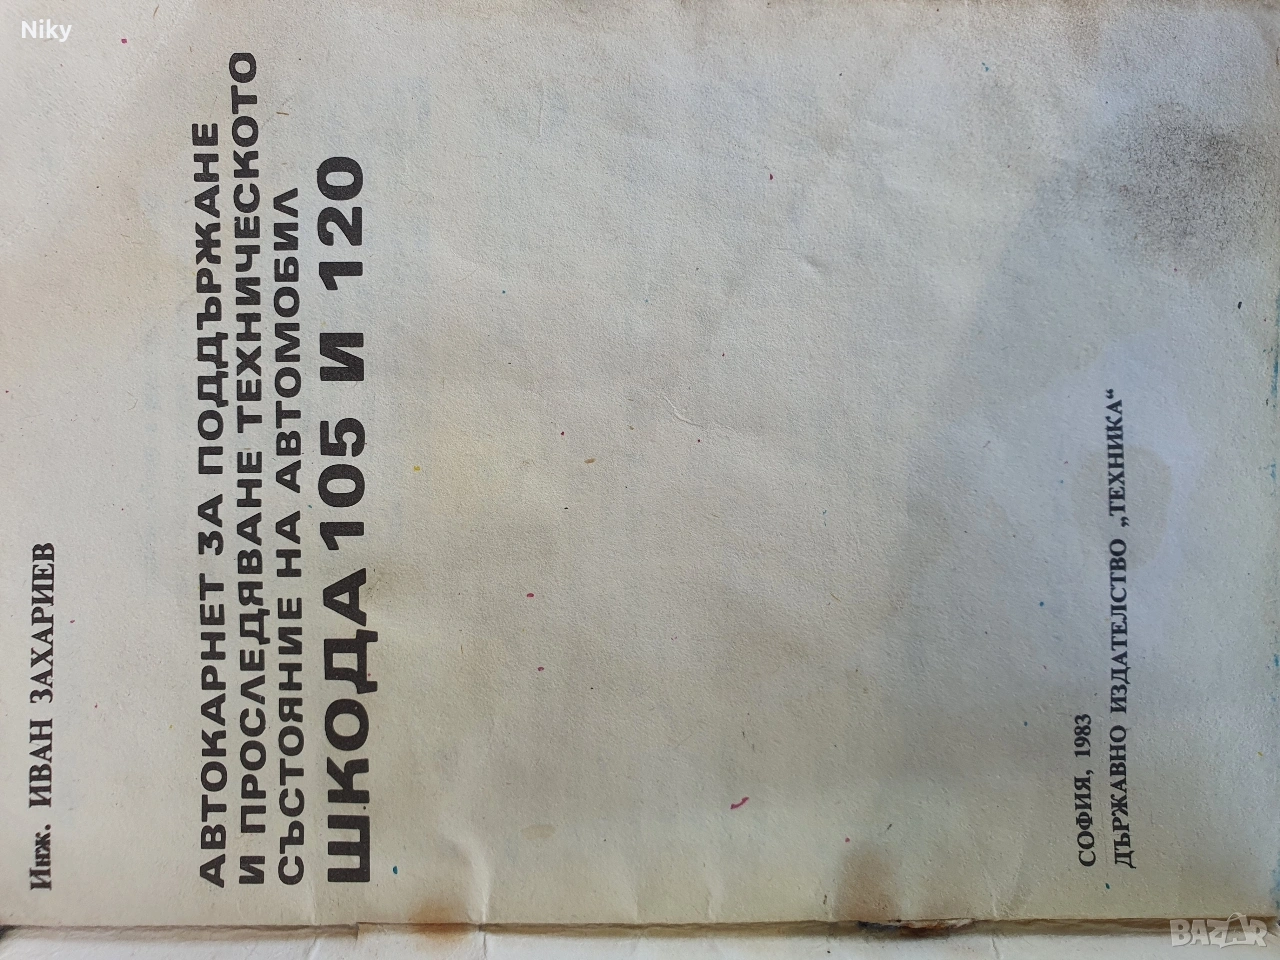 Niky
Инж. ИВАН ЗАХАРИЕВ
АВТОКАРНЕТ ЗА ПОДДЪРЖАНЕ
И ПРОСЛЕДЯВАНЕ ТЕХНИЧЕСКОТО
СЪСТОЯНИЕ НА АВТОМОБИЛ
ШКОДА 105 И 120
СОФИЯ, 1983
ДЪРЖАВНО ИЗДАТЕЛСТВО „ТЕХНИКА“
BAZAR